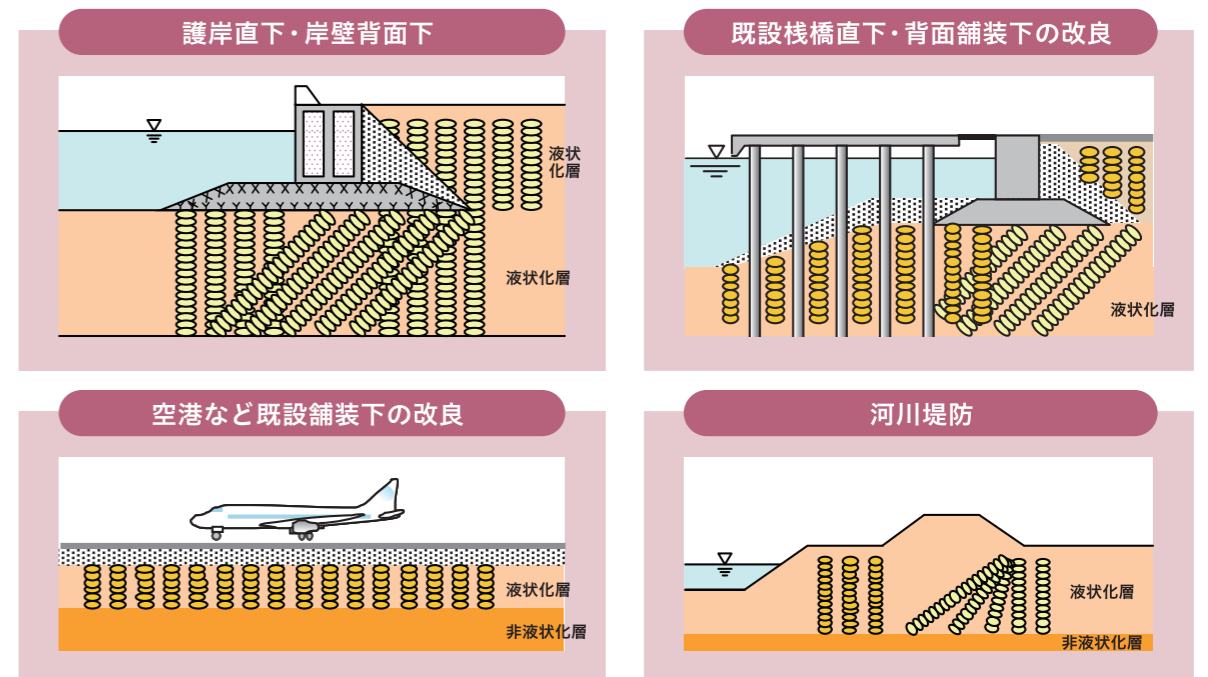 護岸直下・岸壁背面下
液状
化層
液状化層
既設桟橋直下・背面舗装下の改良
液状化層
空港など既設舗装下の改良
液状化層
非液状化層
河川堤防
液状化層
非液状化層